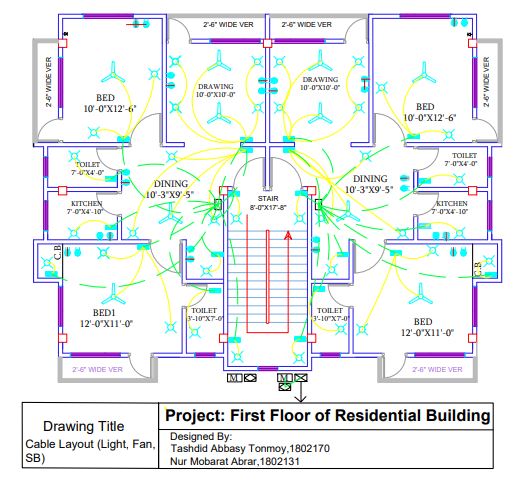 2'-6" WIDE VER
2'-6" WIDE VER
2'-6" WIDE VER
2'-6" WIDE VER
DRAWING
10'-0"X10'-0"
DRAWING
10'-0"X10'-0"
BED
10'-0"X12'-6"
BED
10'-0"X12'-6"
TOILET
7'-0"X4'-0"
DINING
10'-3"X9'-5"
DINING
10'-3"X9'-5"
TOILET
7'-0"X4'-0"
KITCHEN
7'-0"X4'-10"
STAIR
8'-0"X17'-8"
KITCHEN
7'-0"X4'-10"
C.B
C.B
BED1
12'-0"X11'-0"
TOILET
3'-10"X7'-0"
TOILET
3'-10"X7'-0"
BED
12'-0"X11'-0"
2'-6" WIDE VER
2'-6" WIDE VER
M
M
Drawing Title
Cable Layout (Light, Fan,
SB)
Project: First Floor of Residential Building
Designed By:
Tashdid Abbasy Tonmoy,1802170
Nur Mobarat Abrar,1802131